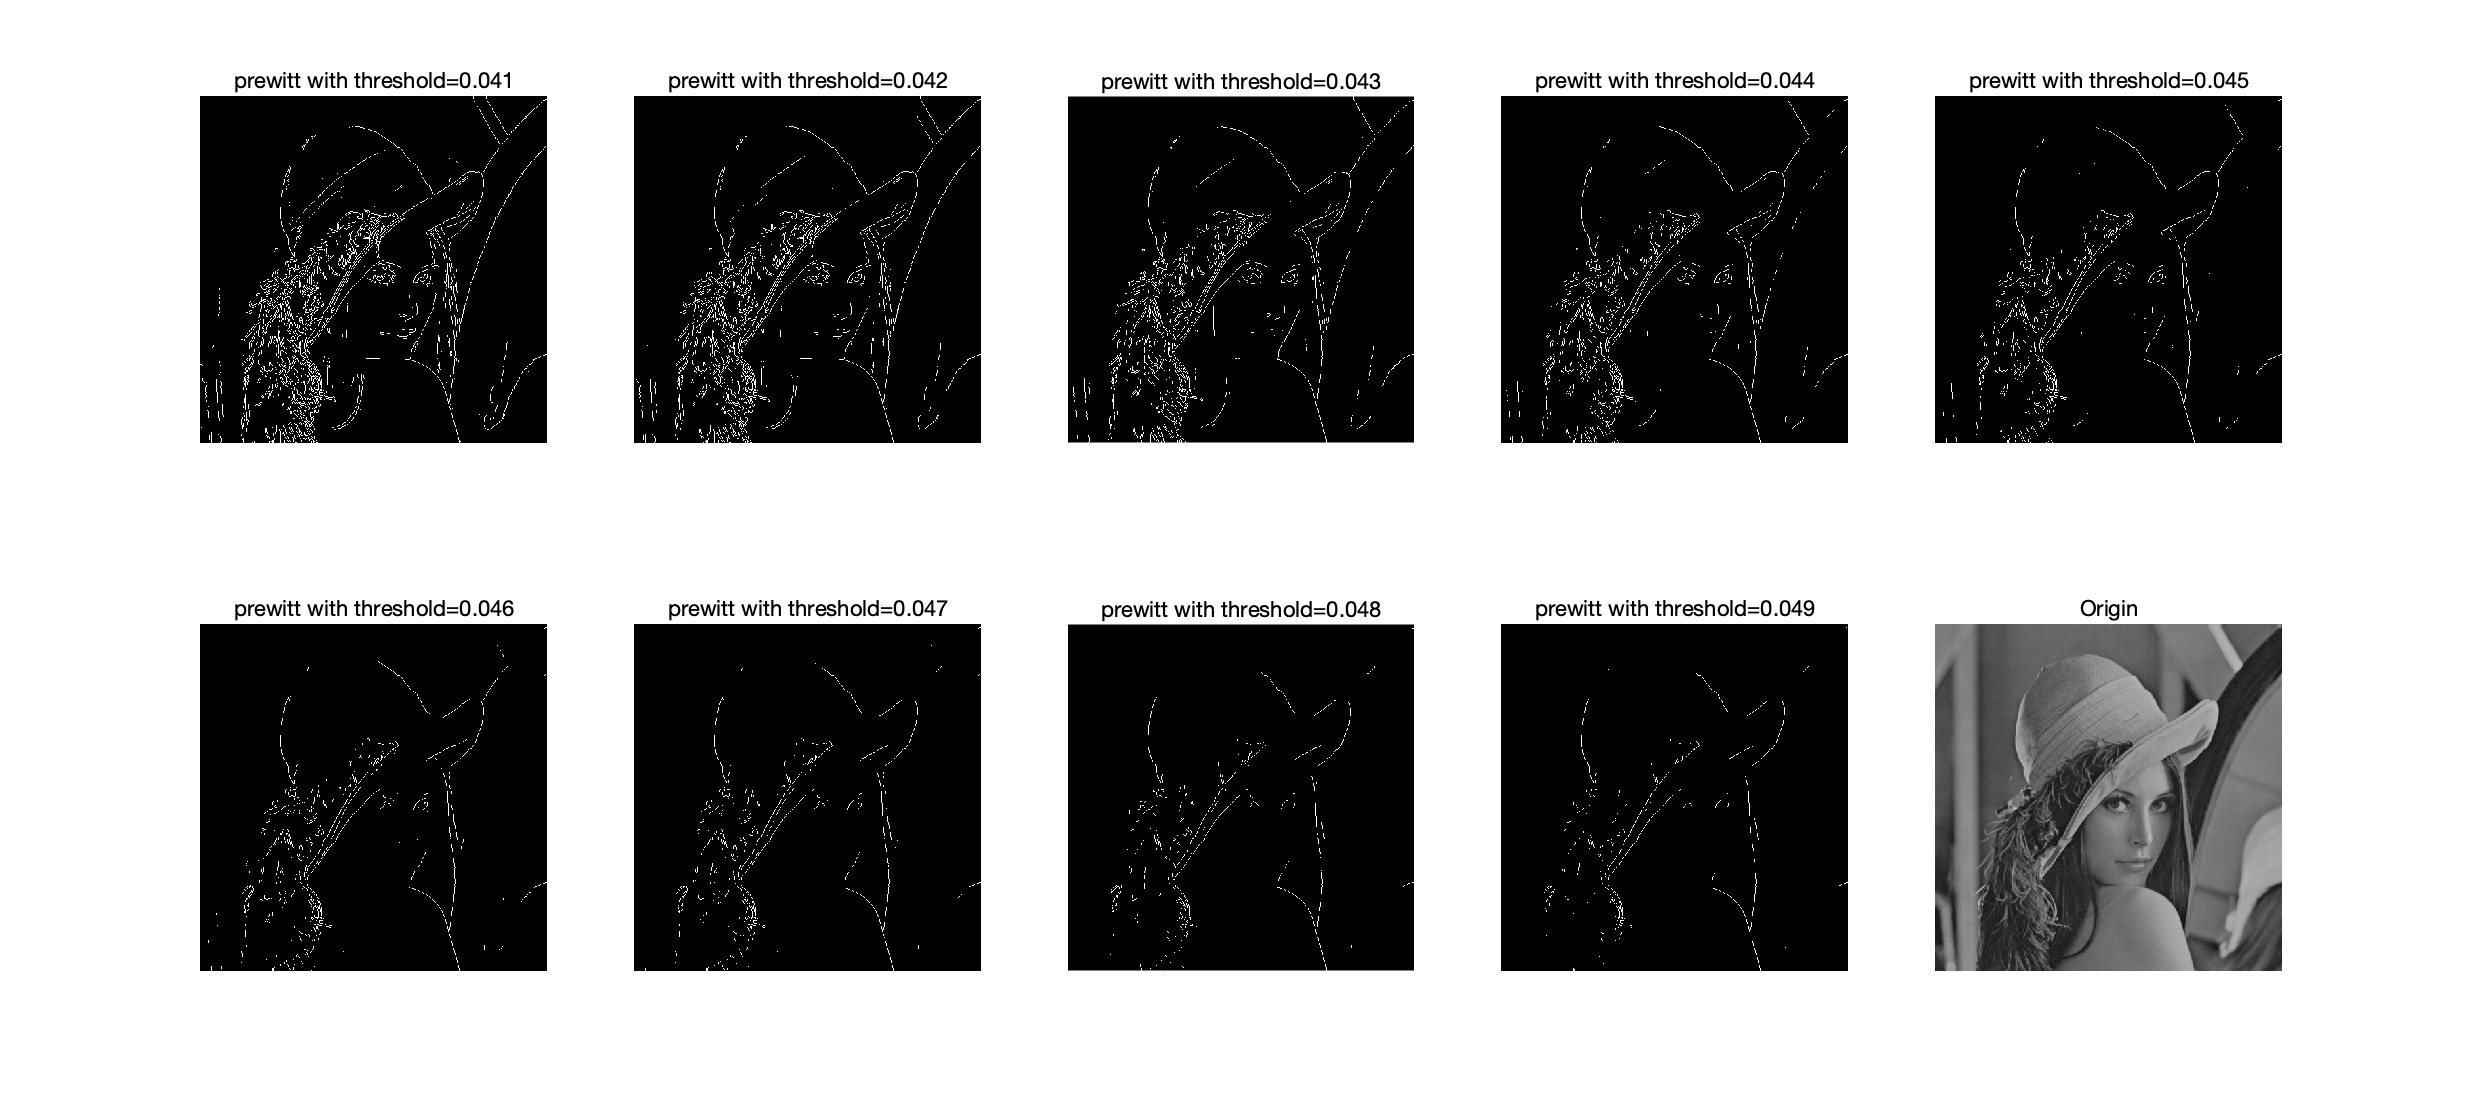 prewitt with threshold=0.041
prewitt with threshold=0.042
prewitt with threshold=0.043
prewitt with threshold=0.044
prewitt with threshold=0.045
prewitt with threshold=0.046
prewitt with threshold=0.047
prewitt with threshold=0.048
prewitt with threshold=0.049
Origin